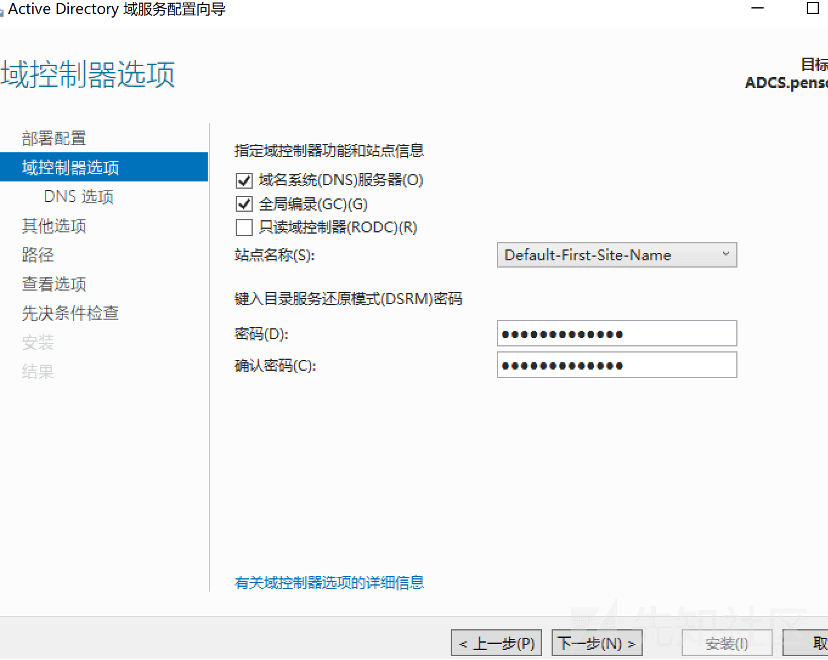 Active Directory 域服务配置向导
域控制器选项
目标
ADCS.pens
部署配置
域控制器选项
DNS 选项
其他选项
路径
查看选项
先决条件检查
安装
结果
指定域控制器功能和站点信息
域名系统(DNS)服务器(O)
全局编录(GC)(G)
只读域控制器(RODC)(R)
站点名称(S):
Default-First-Site-Name
键入目录服务还原模式(DSRM)密码
密码(D):
●●●●●●●●●●●●●
确认密码(C):
●●●●●●●●●●●●●
有关域控制器选项的详细信息
先知社区
< 上一步(P)
下一步(N) >
安装(I)
取